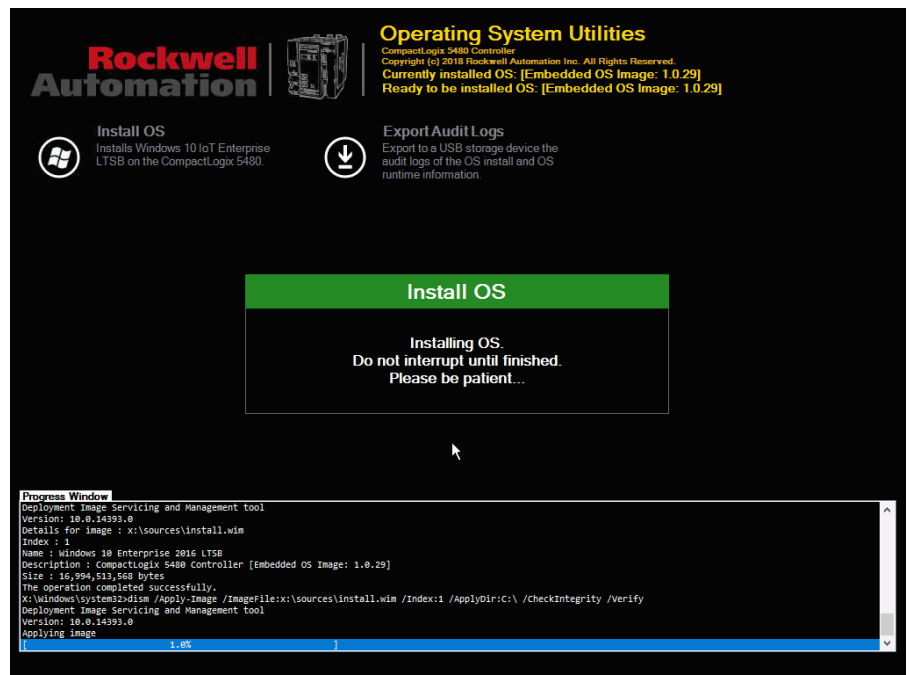 Rockwell
Automation
Operating System Utilities
CompactLogix 5480 Controller
Copyright (c) 2018 Rockwell Automation Inc. All Rights Reserved.
Currently installed OS: [Embedded OS Image: 1.0.29]
Ready to be installed OS: [Embedded OS Image: 1.0.29]
Install OS
Installs Windows 10 IoT Enterprise
LTSB on the CompactLogix 5480.
Export Audit Logs
Export to a USB storage device the
audit logs of the OS install and OS
runtime information.
Install OS
Installing OS.
Do not interrupt until finished.
Please be patient...
Progress Window
Deployment Image Servicing and Management tool
Version: 10.0.14393.0
Details for image : x:\sources\install.wim
Index : 1
Name : Windows 10 Enterprise 2016 LTSB
Description : CompactLogix 5480 Controller [Embedded OS Image: 1.0.29]
Size : 16,994,513,568 bytes
The operation completed successfully.
X:\Windows\system32>dism /Apply-Image /ImageFile:x:\sources\install.wim /Index:1 /ApplyDir:C:\ /CheckIntegrity /Verify
Deployment Image Servicing and Management tool
Version: 10.0.14393.0
Applying image
[ 1.0% ]